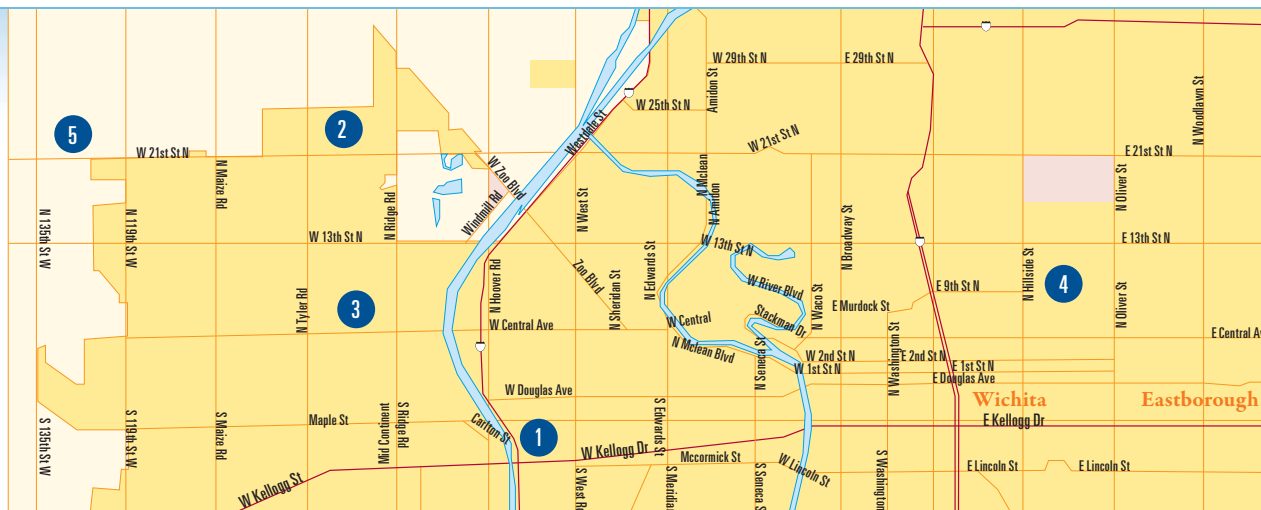 W 29th St N
E 29th St N
Amidon St
N Woodlawn St
W 25th St N
Westdale St
5
2
W 21st St N
W 21st St N
E 21st St N
W Zoo Blvd
N Mclean
N Amidon
N Maize Rd
N Ridge Rd
Windmill Rd
N West St
N Oliver St
N 135th St W
N 119th St W
W 13th St N
W 13th St N
N Broadway St
E 13th St N
N Hoover Rd
Zoo Blvd
N Sheridan St
N Edwards St
W River Blvd
E 9th St N
N Hillside St
4
N Tyler Rd
3
N Waco St
E Murdock St
N Oliver St
W Central Ave
W Central
Stackman Dr
E Central A
N Mclean Blvd
N Seneca St
W 2nd St N
W 1st St N
N Washington St
E 2nd St N
E 1st St N
E Douglas Ave
W Douglas Ave
Wichita
Eastborough
S 135th St W
S 119th St W
S Maize Rd
Maple St
Mid Continent
S Ridge Rd
Carlton St
1
S Edwards St
E Kellogg Dr
W Kellogg Dr
Mccormick St
W Lincoln St
E Lincoln St
E Lincoln St
W Kellogg St
S West R
S Meridia
S Seneca S
S Washington